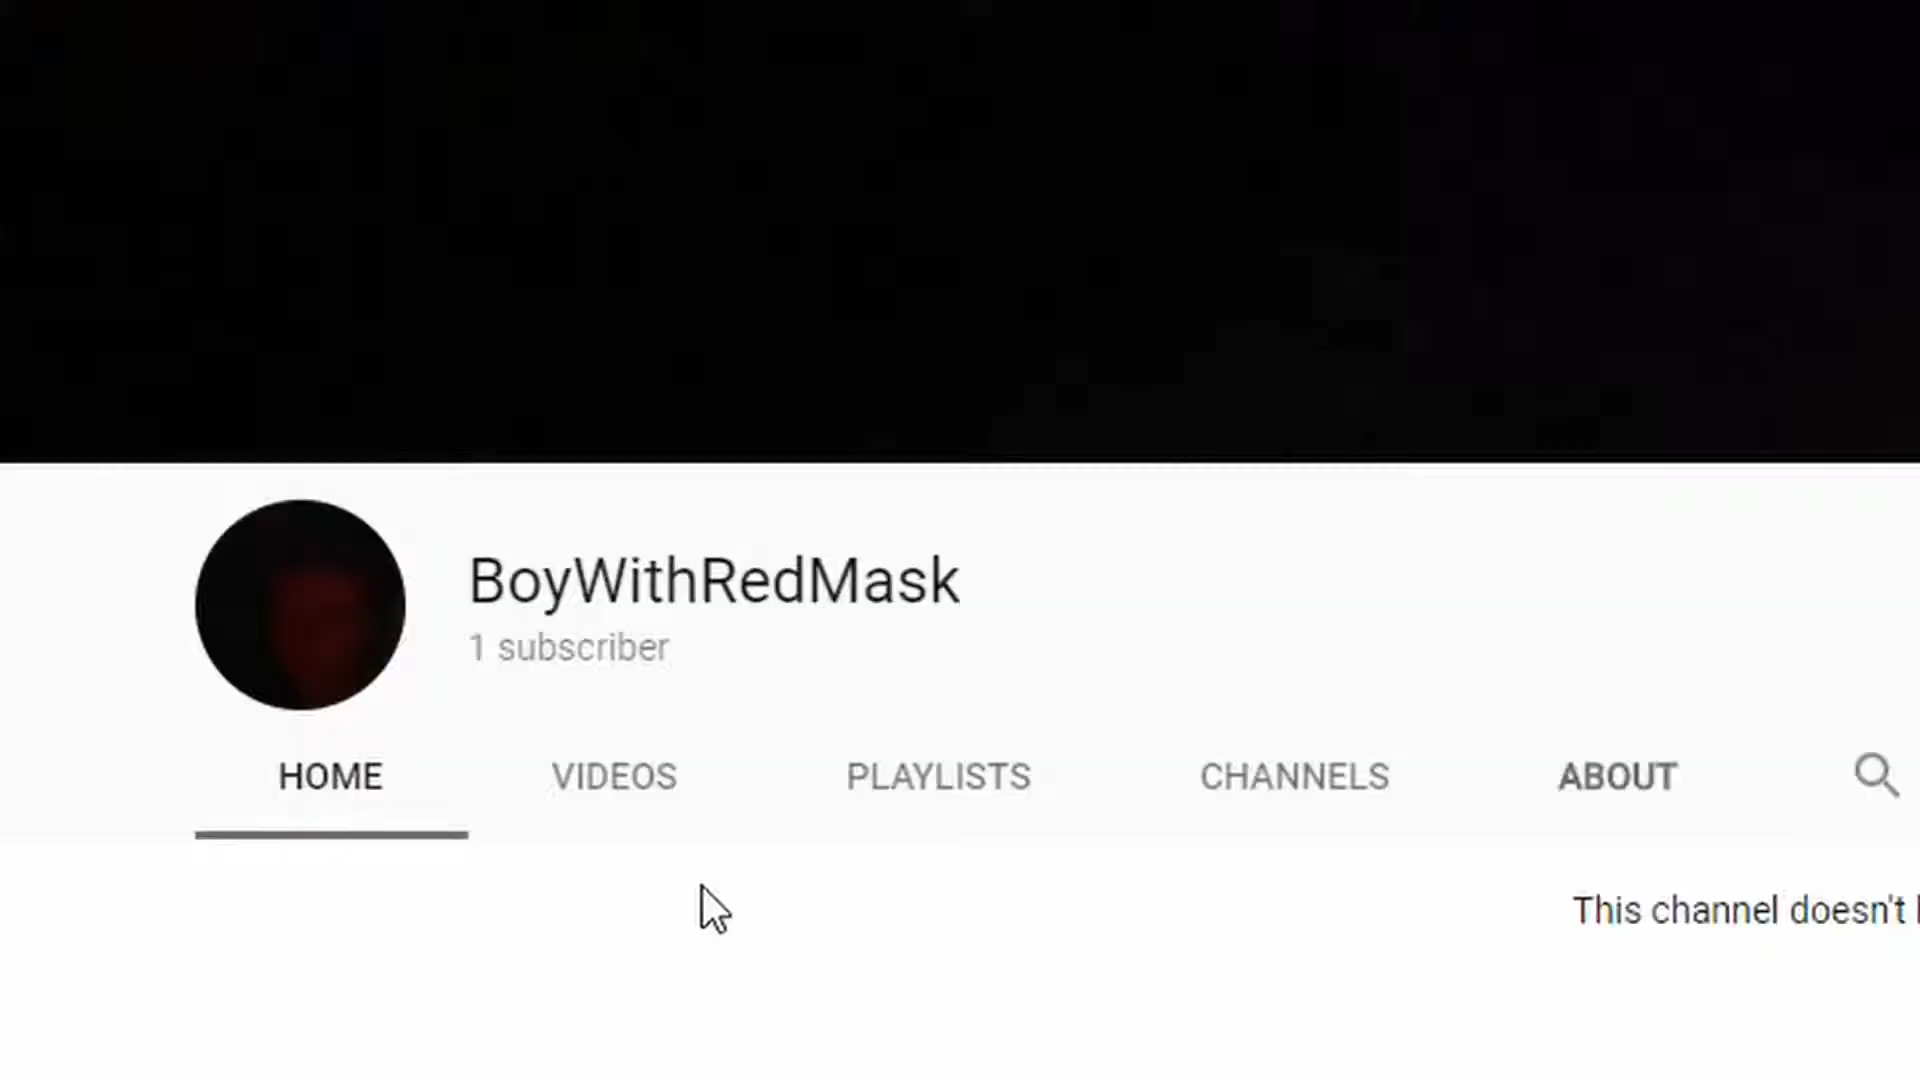 BoyWithRedMask
1 subscriber
HOME VIDEOS PLAYLISTS CHANNELS ABOUT
This channel doesn't